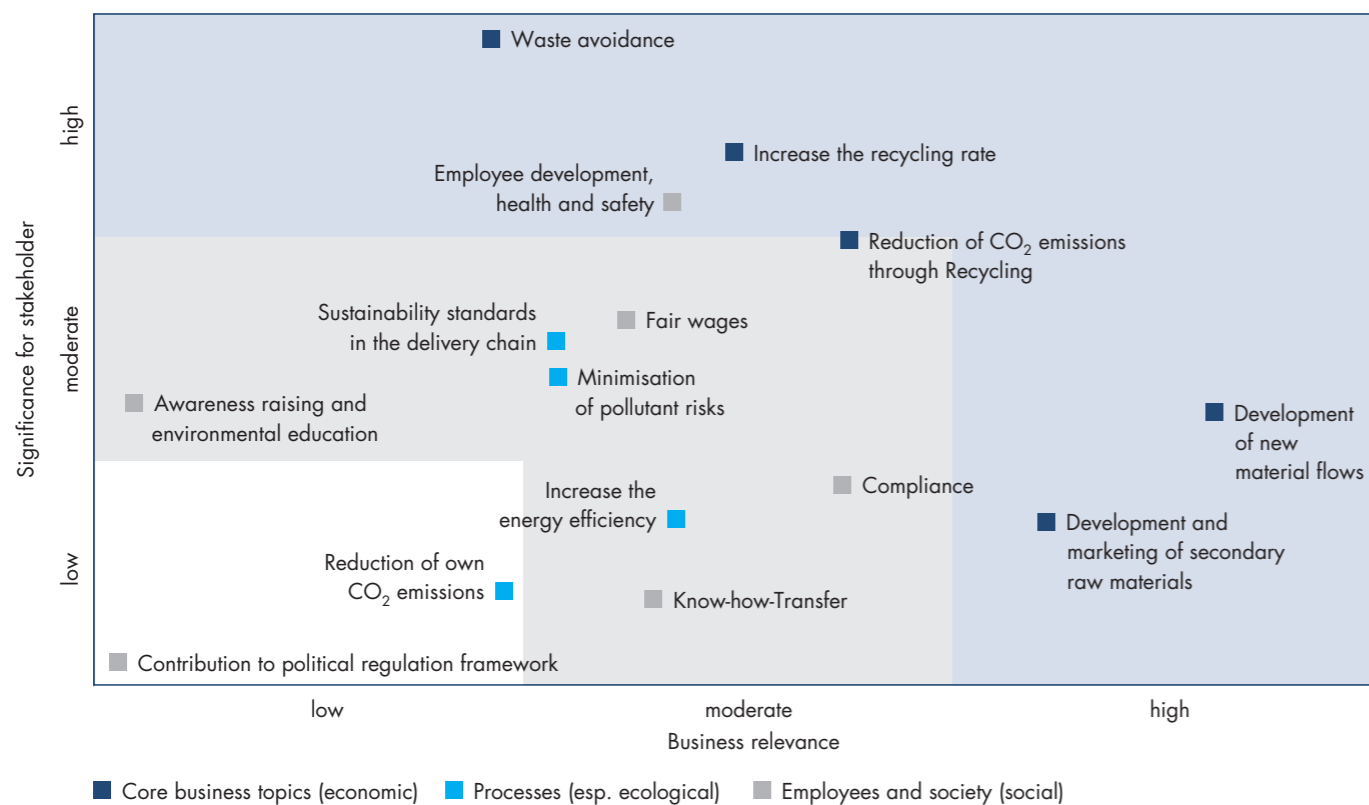 Waste avoidance
high
Increase the recycling rate
Employee development,
health and safety
Reduction of CO₂ emissions
through Recycling
Significance for stakeholder
moderate
Sustainability standards
in the delivery chain
Fair wages
Minimisation
of pollutant risks
Awareness raising and
environmental education
Development
of new
material flows
Compliance
Increase the
energy efficiency
Development and
marketing of secondary
raw materials
low
Reduction of own
CO₂ emissions
Know-how-Transfer
Contribution to political regulation framework
low
moderate
high
Business relevance
Core business topics (economic)
Processes (esp. ecological)
Employees and society (social)